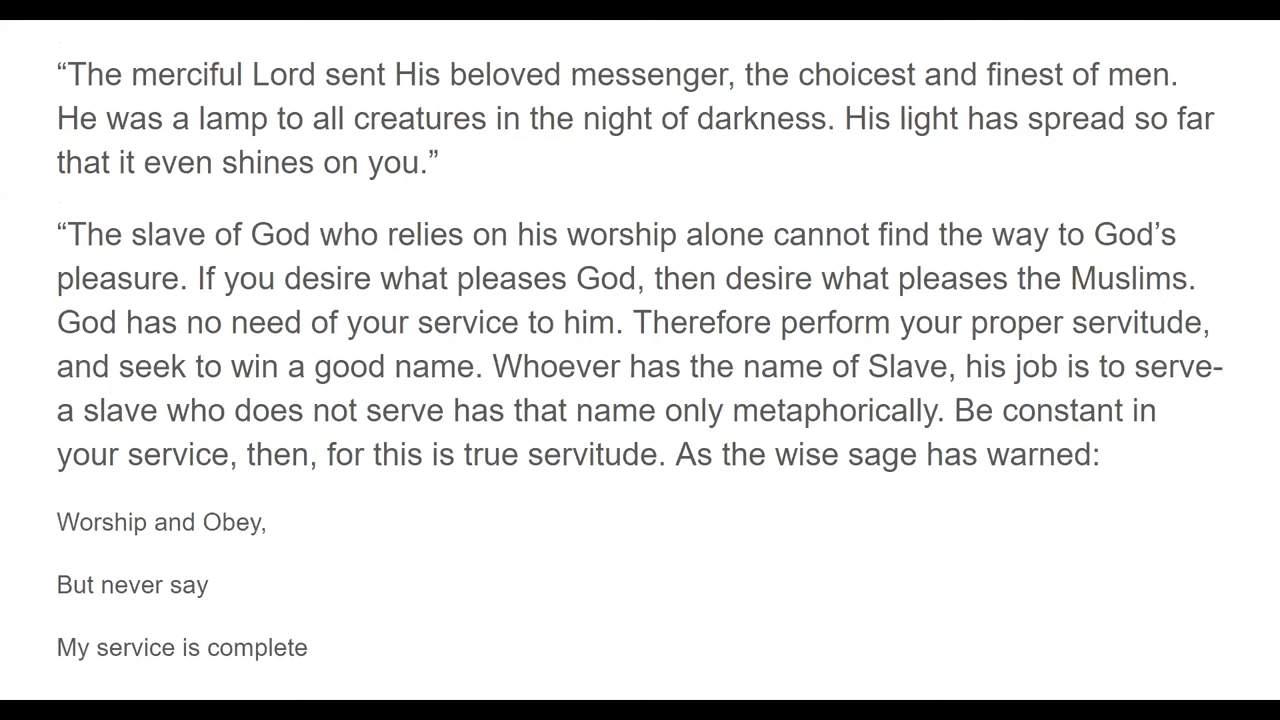 “The merciful Lord sent His beloved messenger, the choicest and finest of men.
He was a lamp to all creatures in the night of darkness. His light has spread so far
that it even shines on you.”
“The slave of God who relies on his worship alone cannot find the way to God’s
pleasure. If you desire what pleases God, then desire what pleases the Muslims.
God has no need of your service to him. Therefore perform your proper servitude,
and seek to win a good name. Whoever has the name of Slave, his job is to serve-
a slave who does not serve has that name only metaphorically. Be constant in
your service, then, for this is true servitude. As the wise sage has warned:
Worship and Obey,
But never say
My service is complete